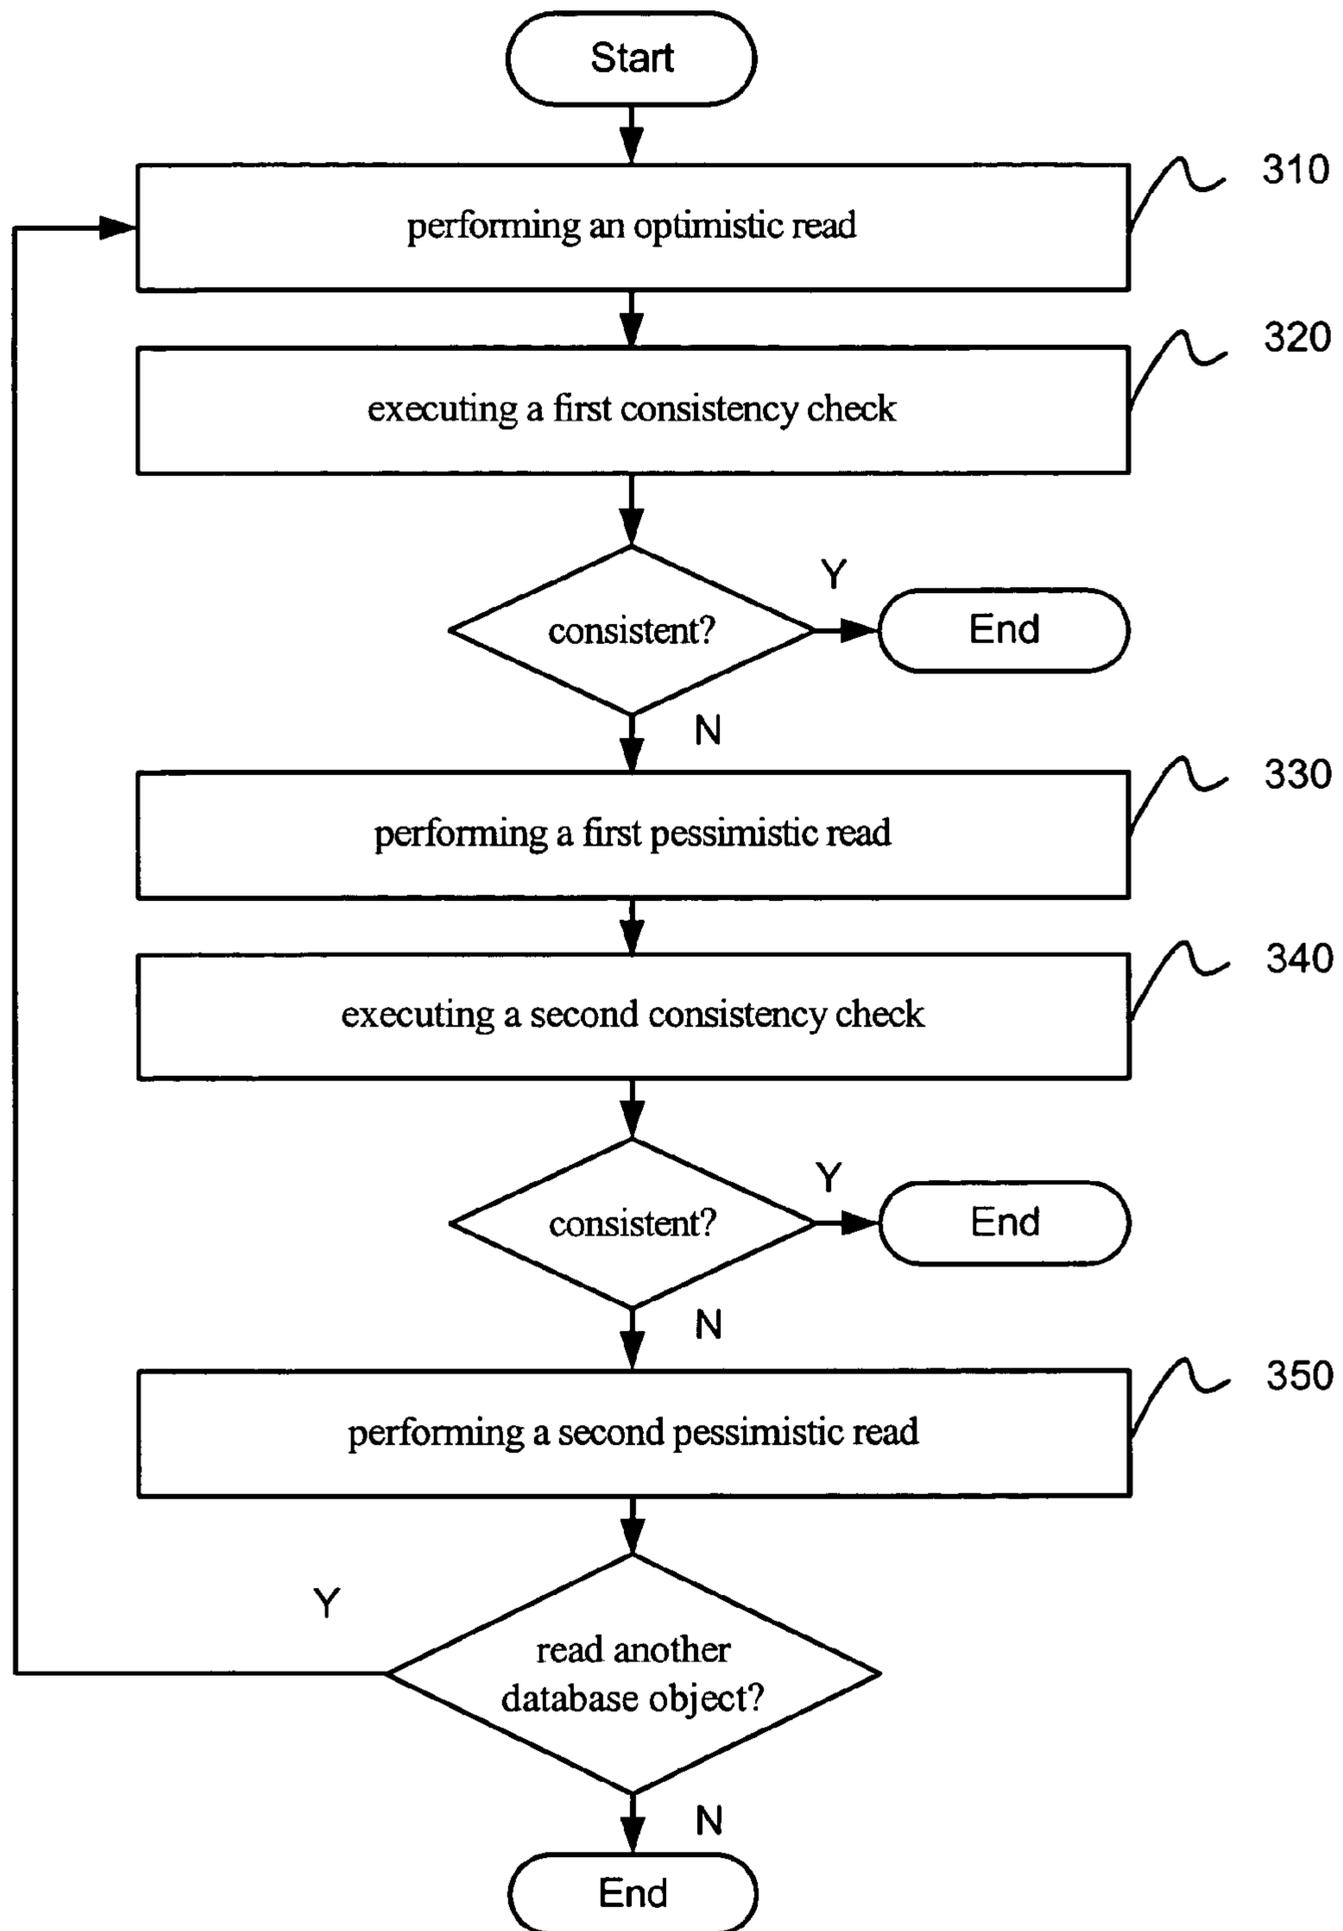 Start
performing an optimistic read
310
executing a first consistency check
320
consistent?
Y
End
N
performing a first pessimistic read
330
executing a second consistency check
340
consistent?
Y
End
N
performing a second pessimistic read
350
Y
read another
database object?
N
End